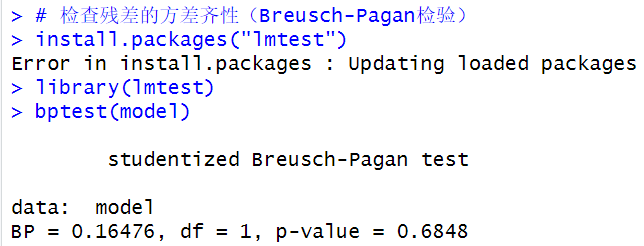 > # 检查残差的方差齐性（Breusch-Pagan检验）
> install.packages("lmtest")
Error in install.packages : Updating loaded packages
> library(lmtest)
> bptest(model)
studentized Breusch-Pagan test
data:  model
BP = 0.16476, df = 1, p-value = 0.6848